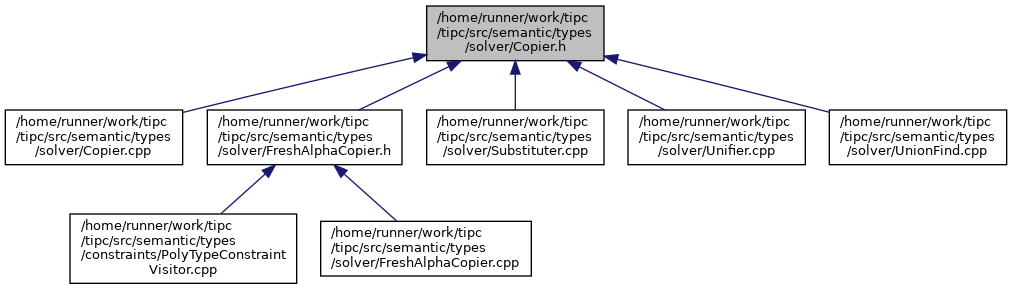 /home/runner/work/tipc
/tipc/src/semantic/types
/solver/Copier.h
/home/runner/work/tipc
/tipc/src/semantic/types
/solver/Copier.cpp
/home/runner/work/tipc
/tipc/src/semantic/types
/solver/FreshAlphaCopier.h
/home/runner/work/tipc
/tipc/src/semantic/types
/solver/Substituter.cpp
/home/runner/work/tipc
/tipc/src/semantic/types
/solver/Unifier.cpp
/home/runner/work/tipc
/tipc/src/semantic/types
/solver/UnionFind.cpp
/home/runner/work/tipc
/tipc/src/semantic/types
/constraints/PolyTypeConstraint
Visitor.cpp
/home/runner/work/tipc
/tipc/src/semantic/types
/solver/FreshAlphaCopier.cpp